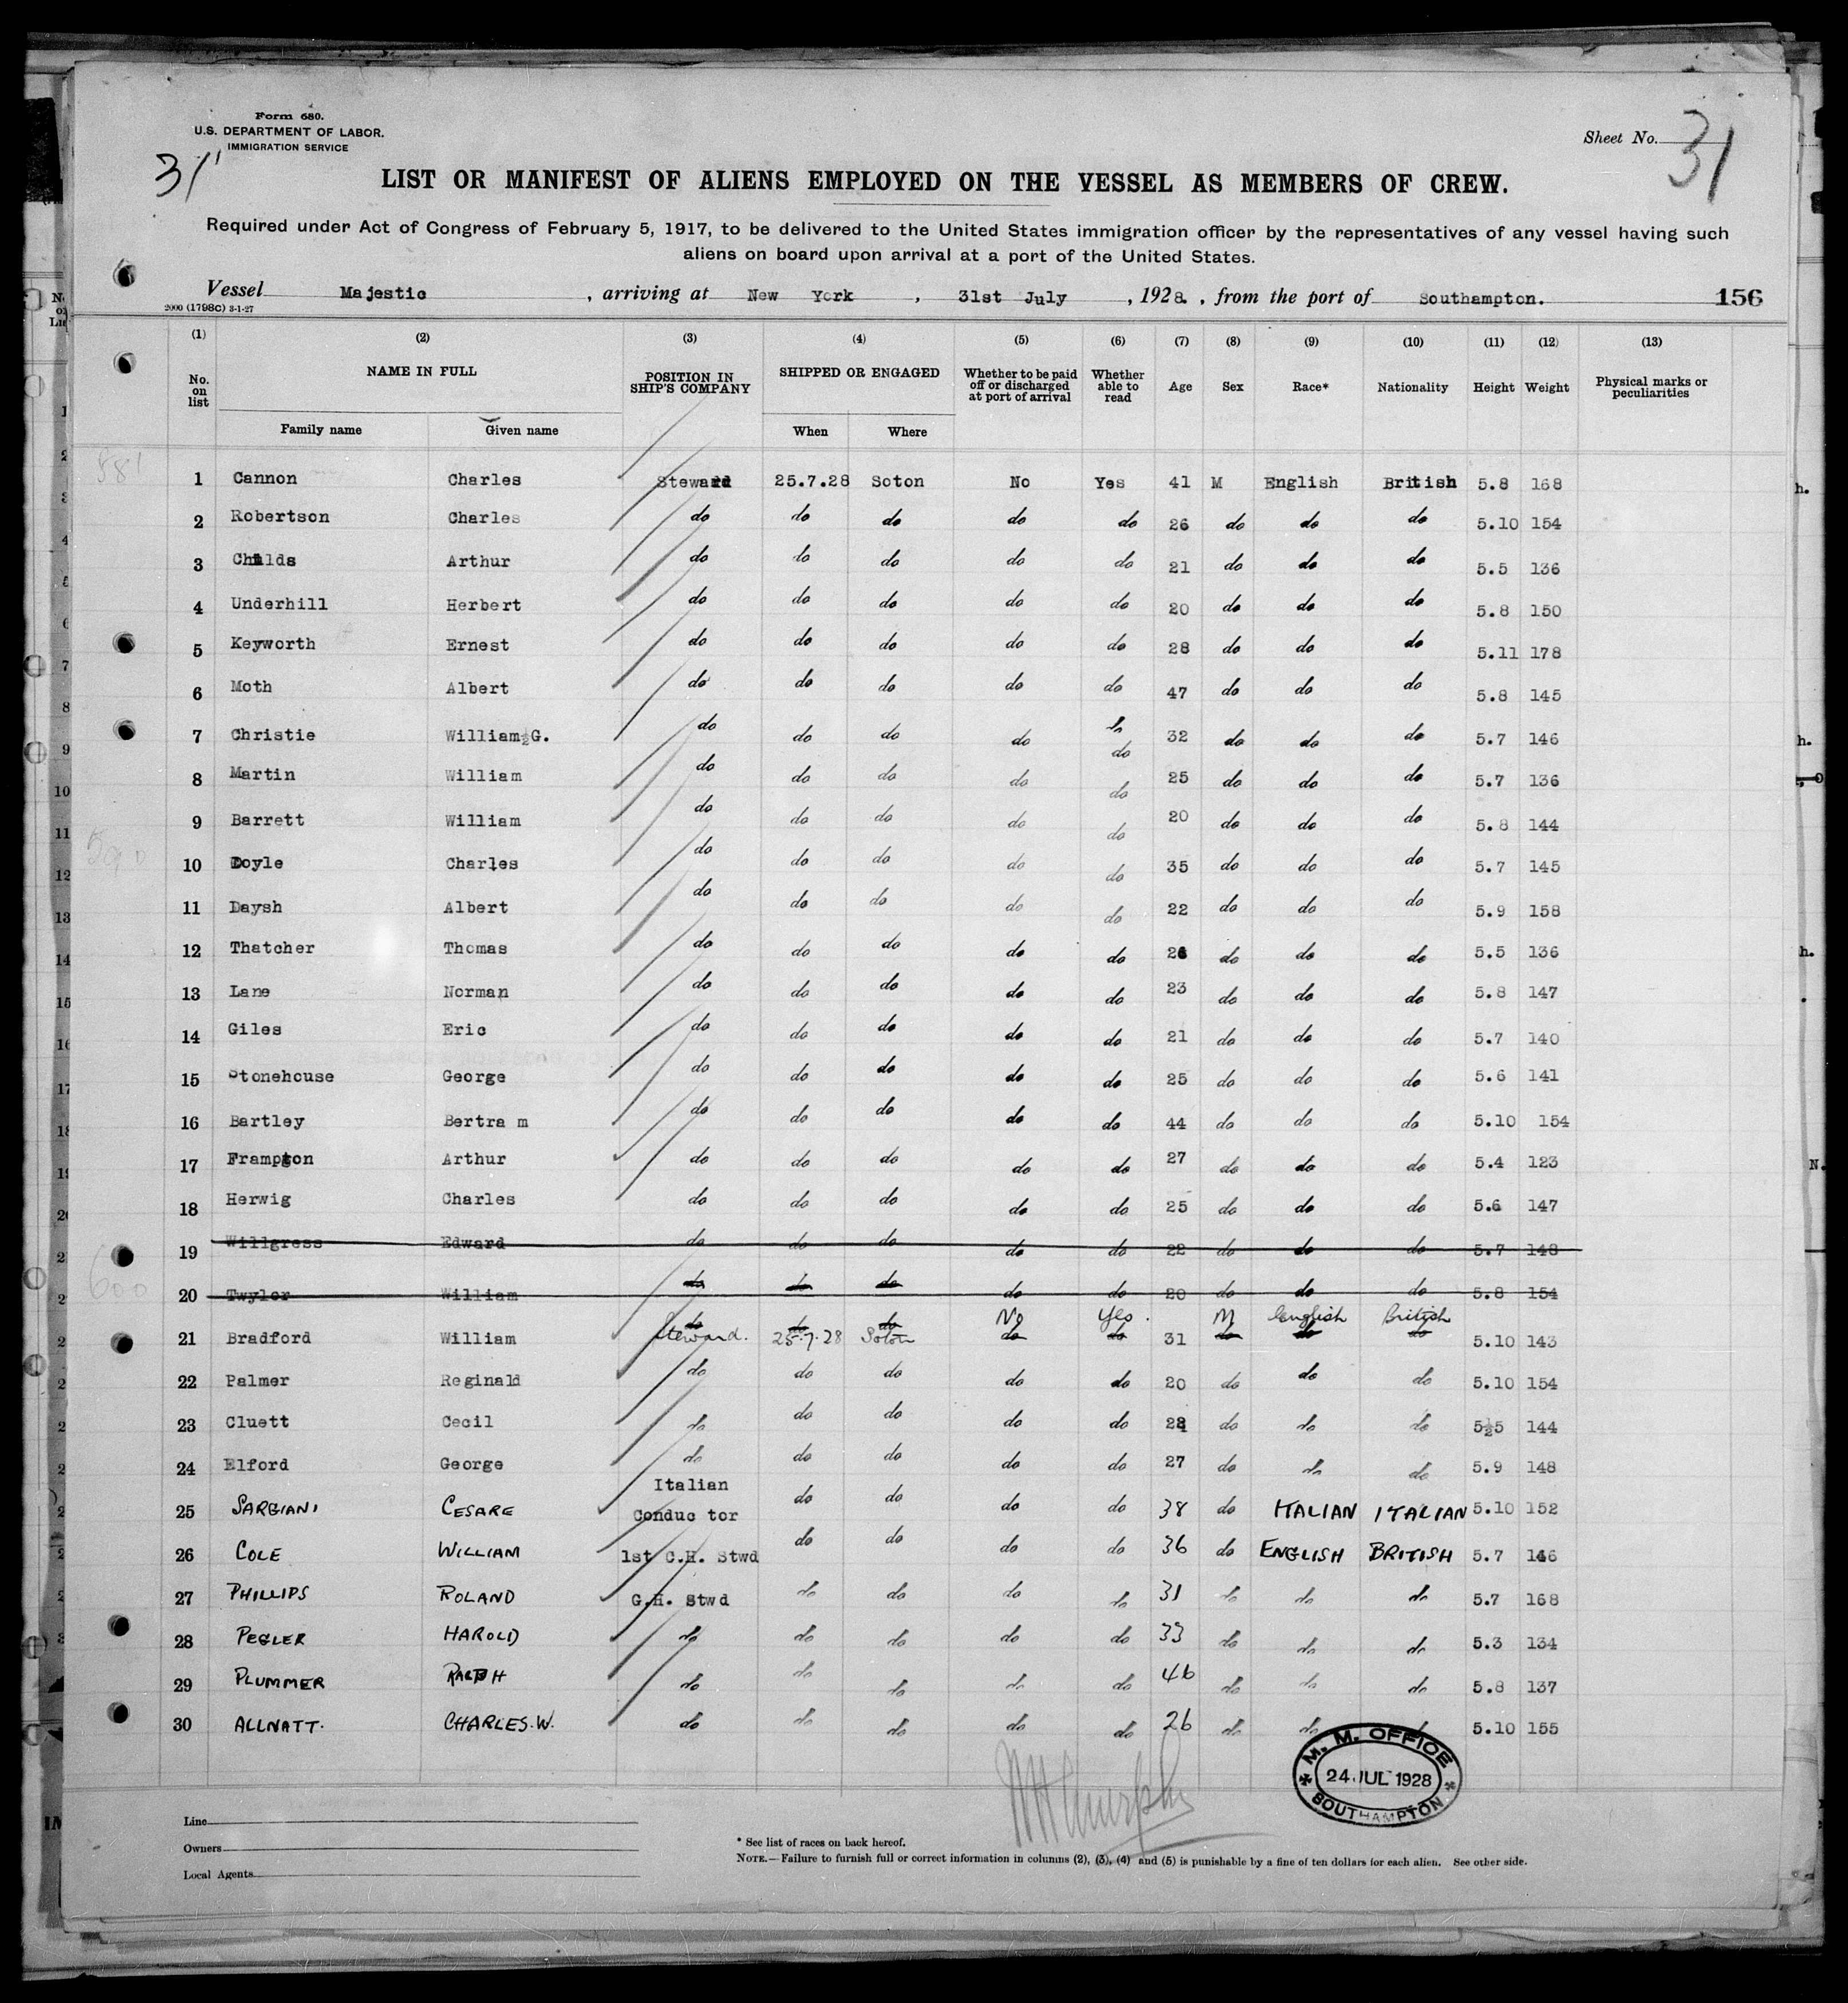 Form 680.
U.S. DEPARTMENT OF LABOR.
IMMIGRATION SERVICE
31
Sheet No. 31
LIST OR MANIFEST OF ALIENS EMPLOYED ON THE VESSEL AS MEMBERS OF CREW.
Required under Act of Congress of February 5, 1917, to be delivered to the United States immigration officer by the representatives of any vessel having such
aliens on board upon arrival at a port of the United States.
Vessel Majestic, arriving at New York, 31st July, 1928., from the port of Southampton. 156
2000 (1798C) 3-1-27
(1) (2) (3) (4) (5) (6) (7) (8) (9) (10) (11) (12) (13)
No. on list NAME IN FULL POSITION IN SHIP'S COMPANY SHIPPED OR ENGAGED Whether to be paid off or discharged at port of arrival Whether able to read Age Sex Race* Nationality Height Weight Physical marks or peculiarities
Family name Given name When Where
1 Cannon Charles Steward 25.7.28 Soton No Yes 41 M English British 5.8 168
2 Robertson Charles do do do do do 26 do do do 5.10 154
3 Childs Arthur do do do do do 21 do do do 5.5 136
4 Underhill Herbert do do do do do 20 do do do 5.8 150
5 Keyworth Ernest do do do do do 28 do do do 5.11 178
6 Moth Albert do do do do do 47 do do do 5.8 145
7 Christie William G. do do do do do 32 do do do 5.7 146
8 Martin William do do do do do 25 do do do 5.7 136
9 Barrett William do do do do do 20 do do do 5.8 144
10 Doyle Charles do do do do do 35 do do do 5.7 145
11 Daysh Albert do do do do do 22 do do do 5.9 158
12 Thatcher Thomas do do do do do 26 do do do 5.5 136
13 Lane Norman do do do do do 23 do do do 5.8 147
14 Giles Eric do do do do do 21 do do do 5.7 140
15 Stonehouse George do do do do do 25 do do do 5.6 141
16 Bartley Bertra m do do do do do 44 do do do 5.10 154
17 Frampton Arthur do do do do do 27 do do do 5.4 123
18 Herwig Charles do do do do do 25 do do do 5.6 147
19 Willgress Edward do do do do do 22 do do do 5.7 148
20 Twyler William do do do do do 20 do do do 5.8 154
21 Bradford William Steward. 25.7.28 Soton No Yes. 31 M English British 5.10 143
22 Palmer Reginald do do do do do 20 do do do 5.10 154
23 Cluett Cecil do do do do do 24 do do do 5½5 144
24 Elford George do do do do do 27 do do do 5.9 148
25 SARGIANI CESARE Italian Conduc tor do do do do 38 do ITALIAN ITALIAN 5.10 152
26 COLE WILLIAM 1st C.H. Stwd do do do do 36 do ENGLISH BRITISH 5.7 146
27 PHILLIPS ROLAND G.H. Stwd do do do do 31 do do do 5.7 168
28 PEGLER HAROLD do do do do do 33 do do do 5.3 134
29 PLUMMER RALPH do do do do do 46 do do do 5.8 137
30 ALLNATT. CHARLES.W. do do do do do 26 do do 5.10 155
M. M. OFFICE
24 JUL 1928
SOUTHAMPTON
Line
Owners
Local Agents
* See list of races on back hereof.
NOTE.—Failure to furnish full or correct information in columns (2), (3), (4) and (5) is punishable by a fine of ten dollars for each alien. See other side.